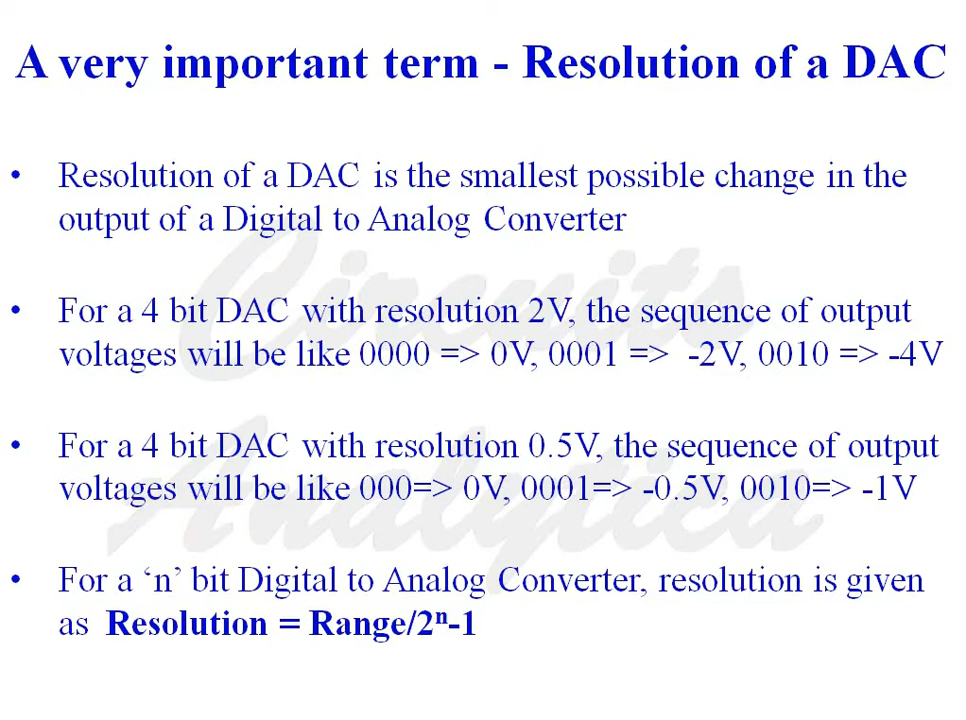 A very important term - Resolution of a DAC
• Resolution of a DAC is the smallest possible change in the
output of a Digital to Analog Converter
• For a 4 bit DAC with resolution 2V, the sequence of output
voltages will be like 0000 => 0V, 0001 => -2V, 0010 => -4V
• For a 4 bit DAC with resolution 0.5V, the sequence of output
voltages will be like 000=> 0V, 0001=> -0.5V, 0010=> -1V
• For a ‘n’ bit Digital to Analog Converter, resolution is given
as Resolution = Range/2ⁿ-1
Circuits
Analytica